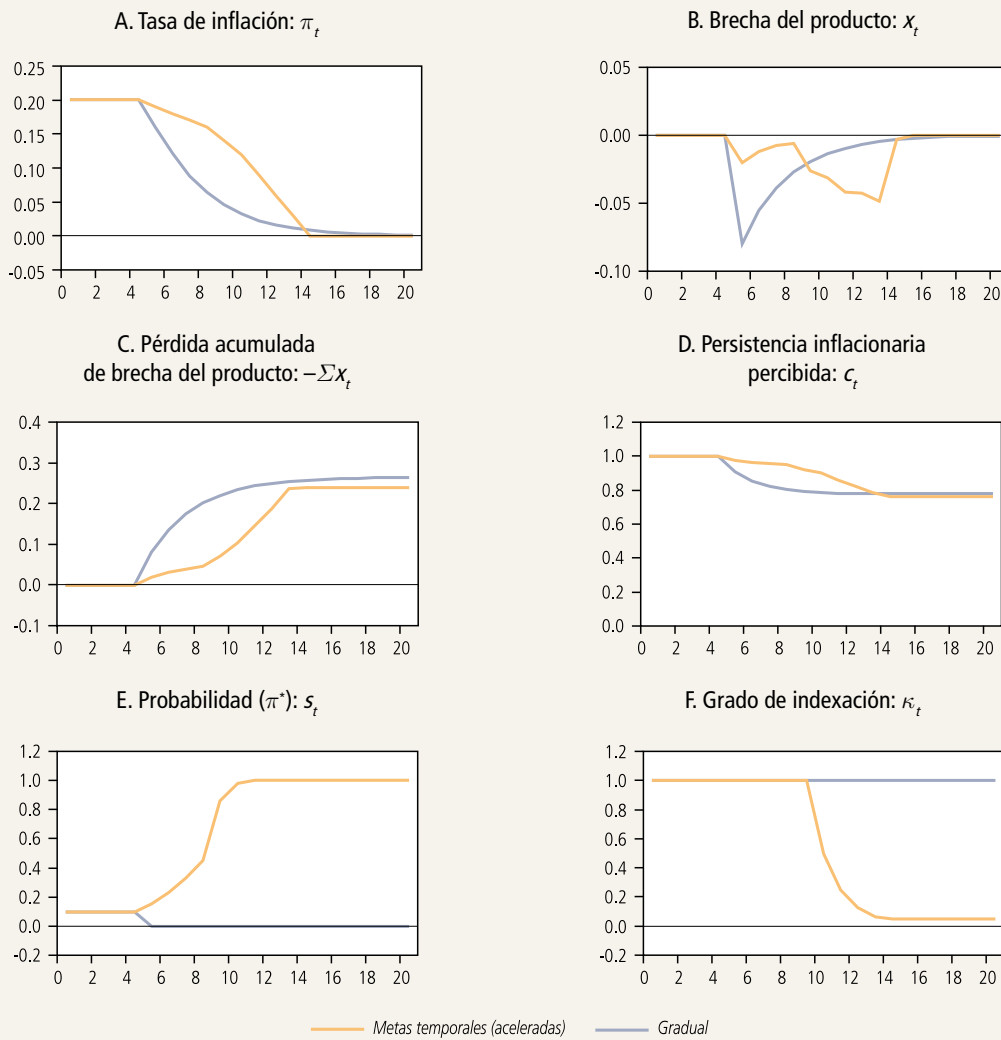 A. Tasa de inflación: πt
0.25
0.20
0.15
0.10
0.05
0.00
-0.05
0 2 4 6 8 10 12 14 16 18 20
B. Brecha del producto: xt
0.05
0.00
-0.05
-0.10
0 2 4 6 8 10 12 14 16 18 20
C. Pérdida acumulada
de brecha del producto: –Σxt
0.4
0.3
0.2
0.1
0.0
-0.1
0 2 4 6 8 10 12 14 16 18 20
D. Persistencia inflacionaria
percibida: ct
1.2
1.0
0.8
0.6
0.4
0.2
0.0
0 2 4 6 8 10 12 14 16 18 20
E. Probabilidad (π*): st
1.2
1.0
0.8
0.6
0.4
0.2
0.0
-0.2
0 2 4 6 8 10 12 14 16 18 20
F. Grado de indexación: κt
1.2
1.0
0.8
0.6
0.4
0.2
0.0
-0.2
0 2 4 6 8 10 12 14 16 18 20
Metas temporales (aceleradas) Gradual